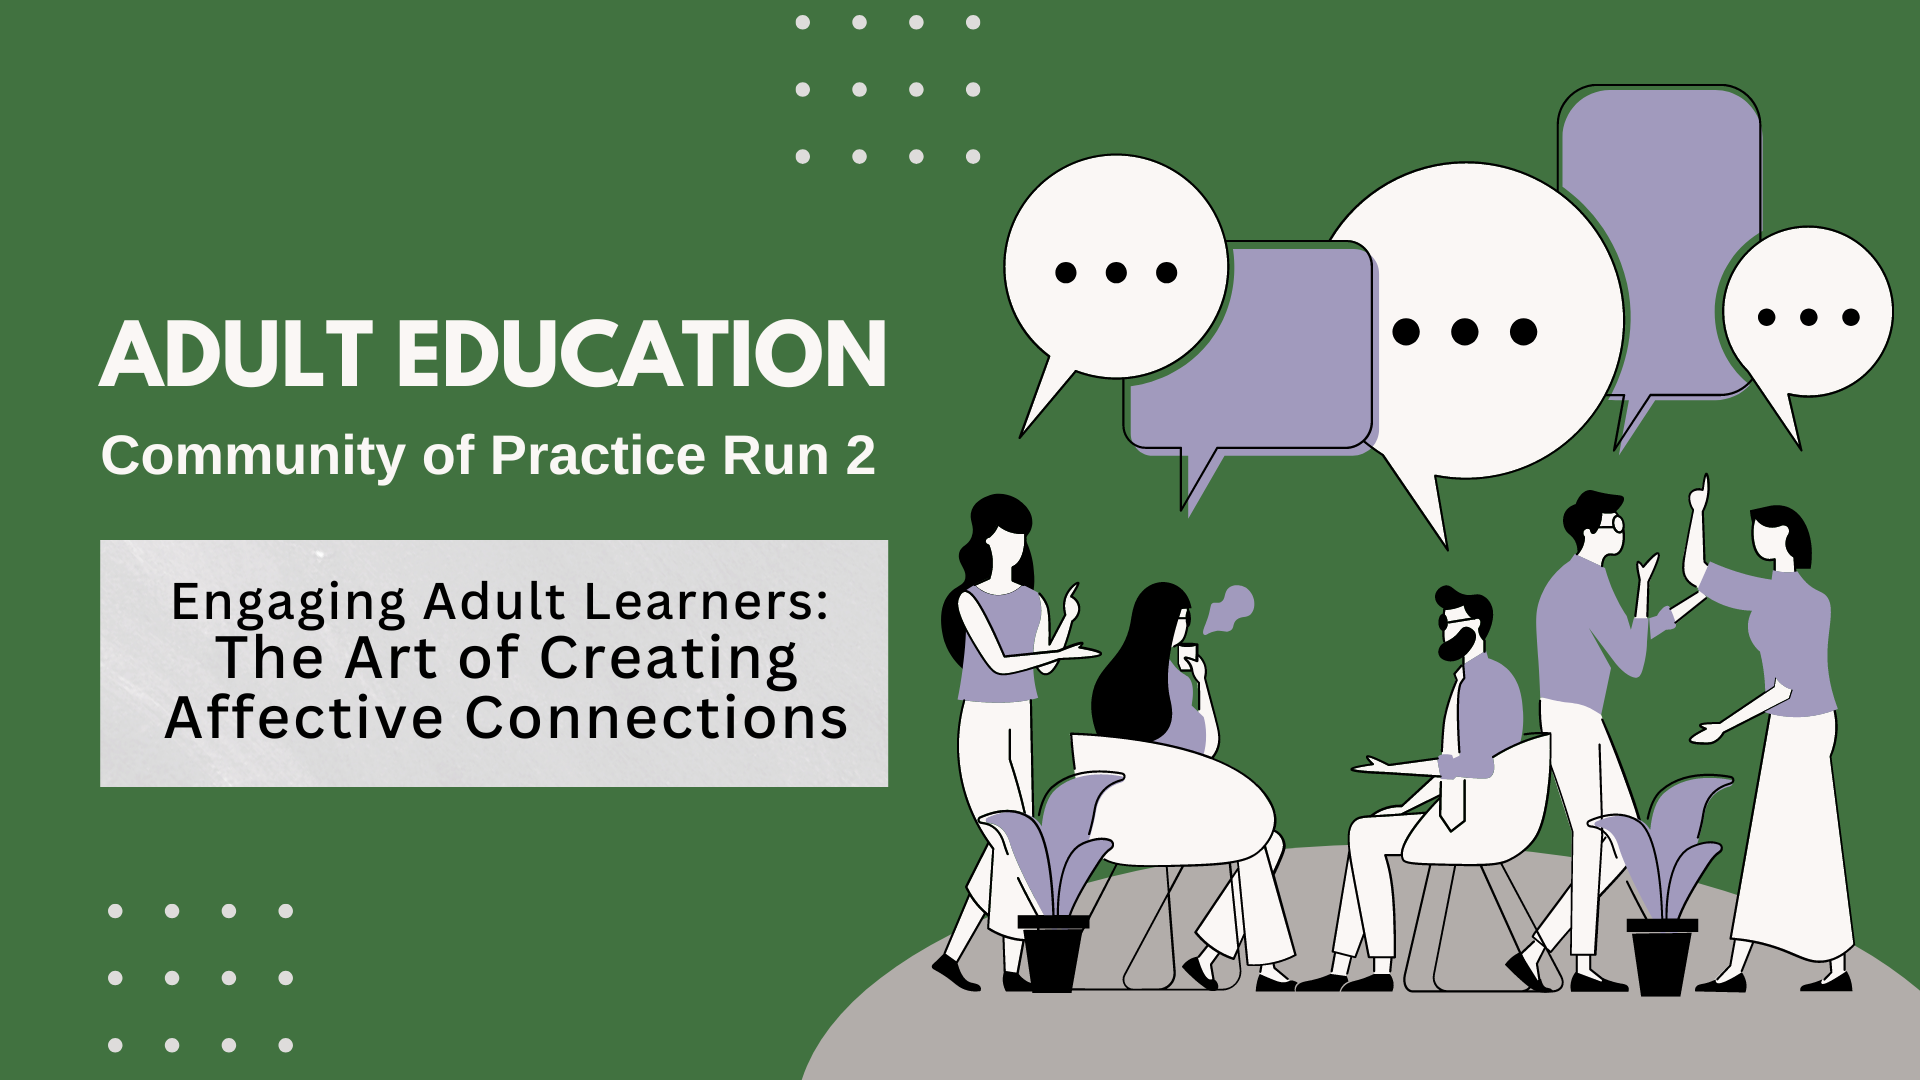 ADULT EDUCATION
Community of Practice Run 2
Engaging Adult Learners:
The Art of Creating
Affective Connections